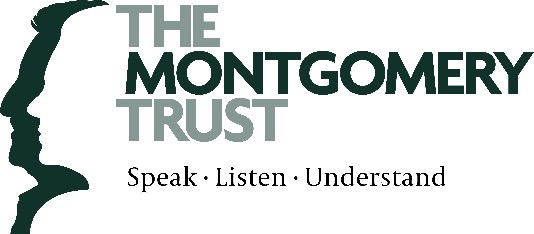 THE
MONTGOMERY
TRUST
Speak · Listen · Understand